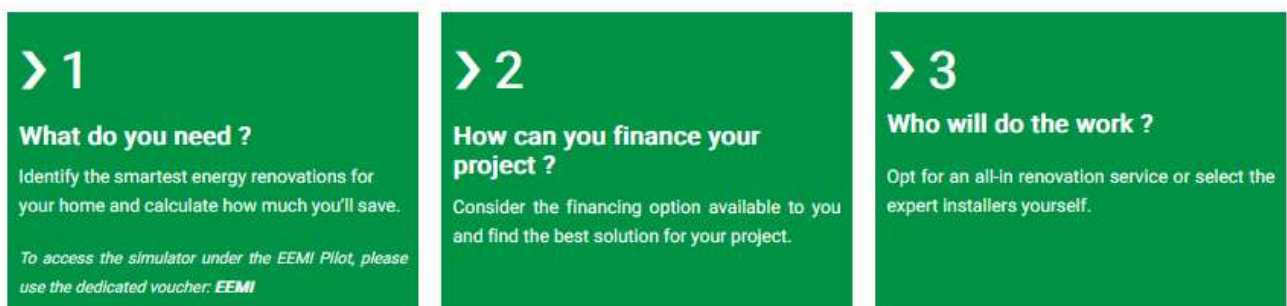 ❯ 1
What do you need ?
Identify the smartest energy renovations for
your home and calculate how much you'll save.
To access the simulator under the EEMI Pilot, please
use the dedicated voucher: EEMI
❯ 2
How can you finance your
project ?
Consider the financing option available to you
and find the best solution for your project.
❯ 3
Who will do the work ?
Opt for an all-in renovation service or select the
expert installers yourself.